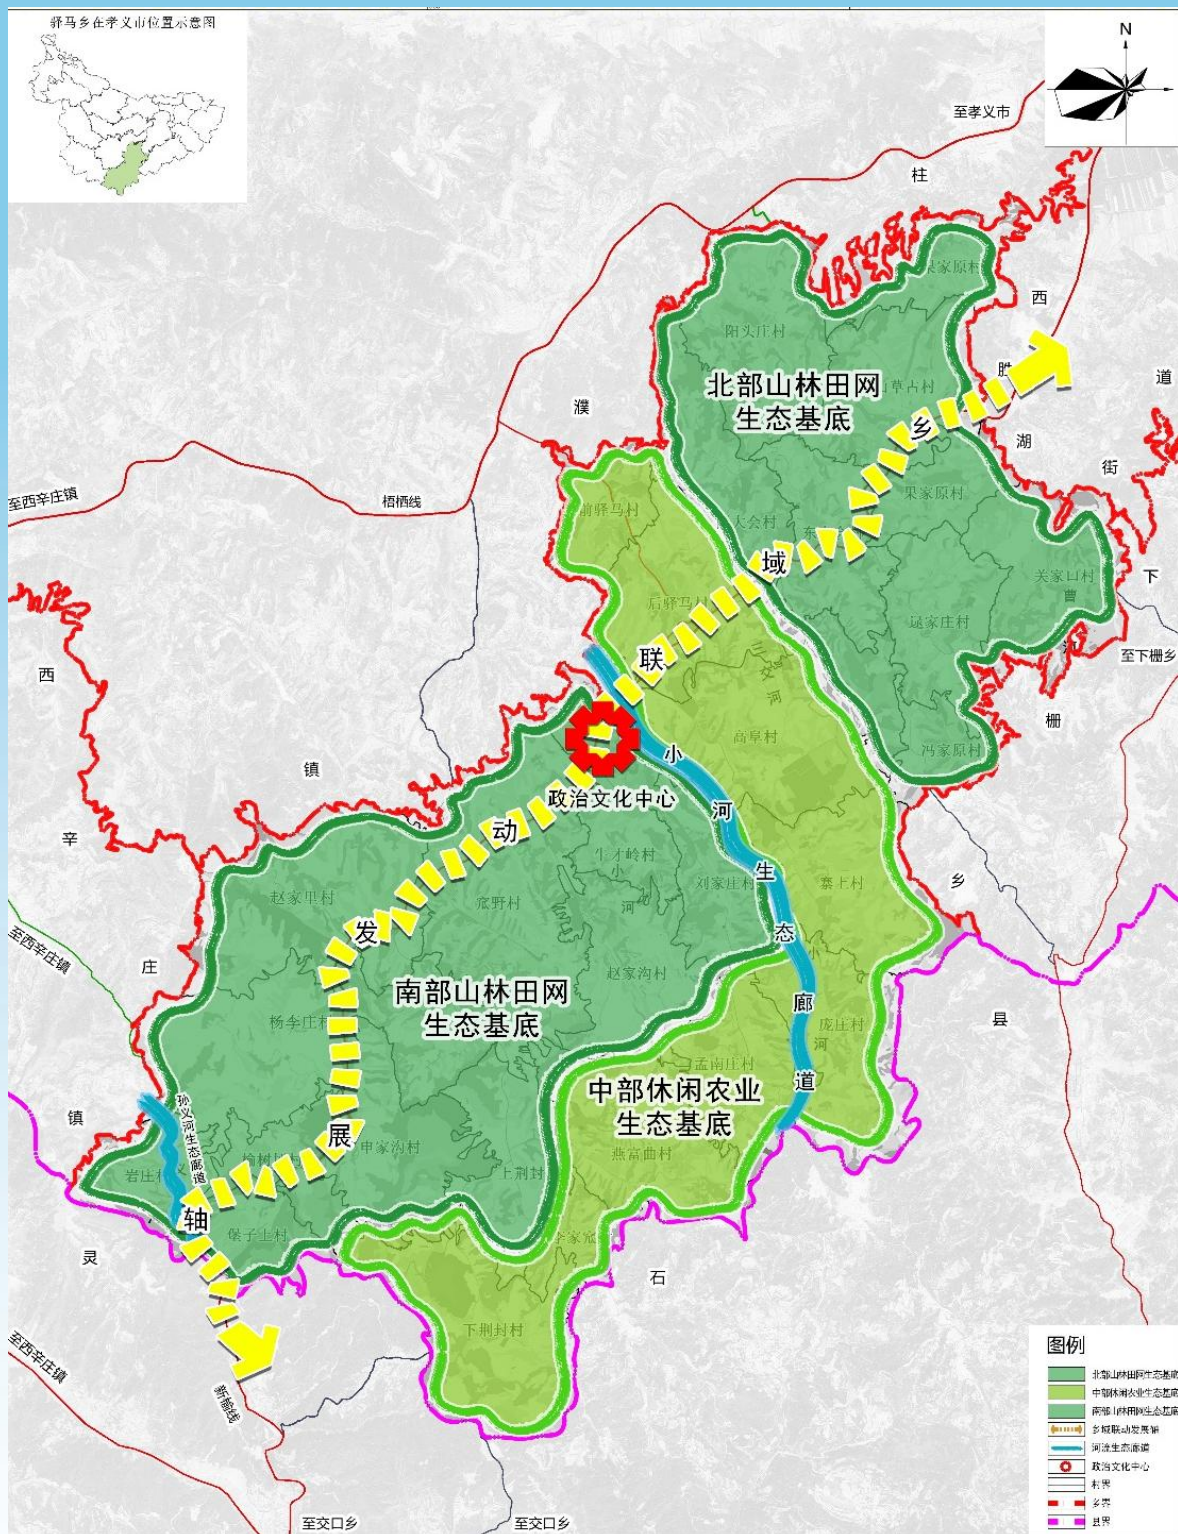 驿马乡在孝义市位置示意图
N
至孝义市
柱
濮
镇
西
辛
庄
镇
西
胜
湖
街
道
下
栅
乡
灵
石
县
至西辛庄镇
梧栖线
至下栅乡
至西辛庄镇
至西辛庄镇
新榆线
至交口乡
至交口乡
北部山林田网
生态基底
南部山林田网
生态基底
中部休闲农业
生态基底
政治文化中心
乡
域
联
动
发
展
轴
小
河
生
态
廊
道
孙义河生态廊道
阳头庄村
果家原村
大会村
关家山村
冯家原村
前驿马村
后驿马村
高阜村
寨上村
庞庄村
孟南庄村
燕富曲村
下荆封村
上荆封
申家沟村
赵家沟村
刘家庄村
牛才岭村
赵家里村
杨李庄村
岩庄村
堡子上村
小
河
小
河
图例
北部山林田网生态基底
中部休闲农业生态基底
南部山林田网生态基底
乡域联动发展轴
河流生态廊道
政治文化中心
村界
乡界
县界